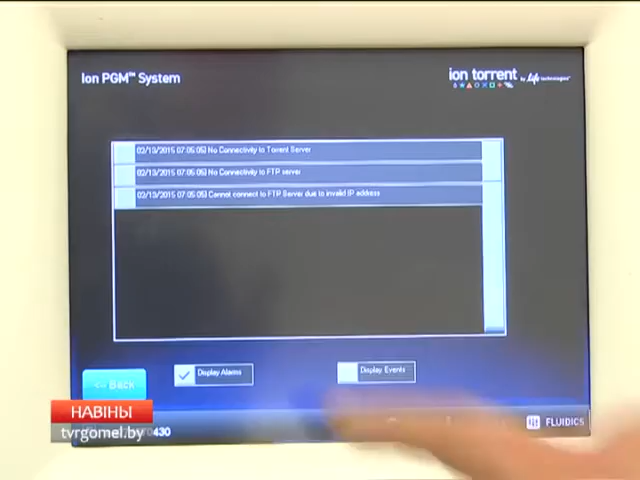 Ion PGM™ System
ion torrent
by Life technologies™
02/13/2015 07:05:05) No Connectivity to Torrent Server
02/13/2015 07:05:05) No Connectivity to FTP server
02/13/2015 07:05:05) Cannot connect to FTP Server due to invalid IP address
Display Alarms
Display Events
<-- Back
НАВІНЫ
tvrgomel.by
430
FLUIDICS